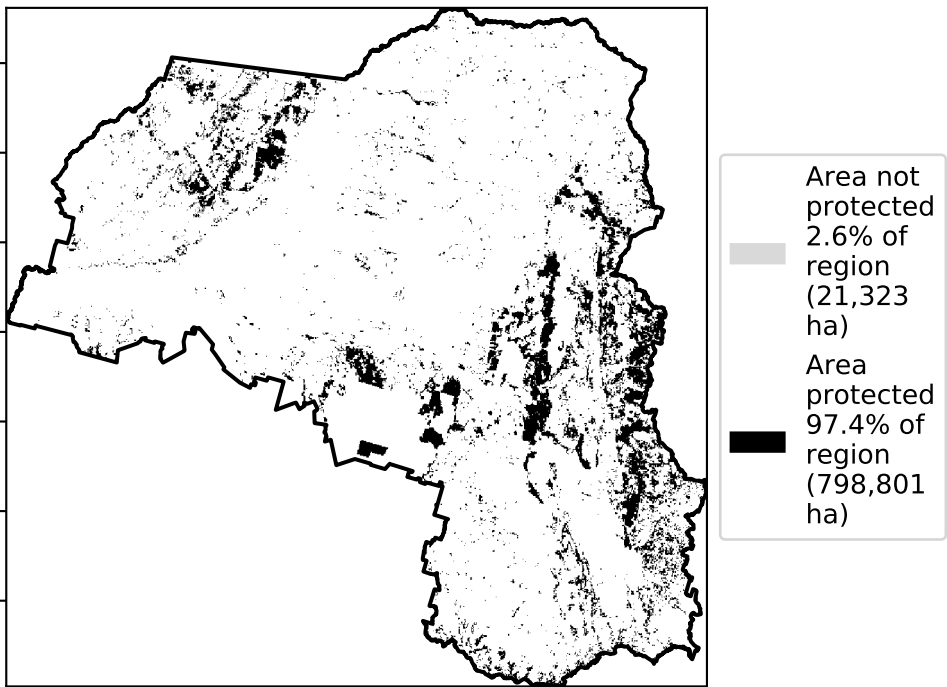 Area not
protected
2.6% of
region
(21,323
ha)
Area
protected
97.4% of
region
(798,801
ha)